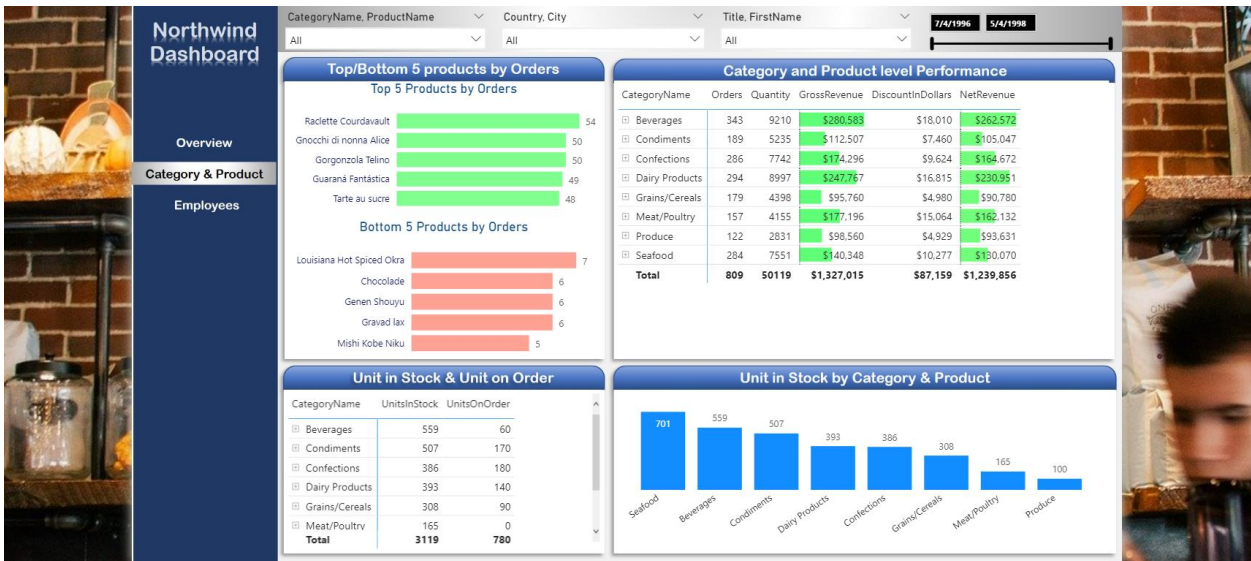 Northwind
Dashboard
Overview
Category & Product
Employees
CategoryName, ProductName
All
Country, City
All
Title, FirstName
All
7/4/1996 5/4/1998
Top/Bottom 5 products by Orders
Top 5 Products by Orders
Raclette Courdavault 54
Gnocchi di nonna Alice 50
Gorgonzola Telino 50
Guaraná Fantástica 49
Tarte au sucre 48
Bottom 5 Products by Orders
Louisiana Hot Spiced Okra 7
Chocolade 6
Genen Shouyu 6
Gravad lax 6
Mishi Kobe Niku 5
Category and Product level Performance
CategoryName Orders Quantity GrossRevenue DiscountInDollars NetRevenue
Beverages 343 9210 $280,583 $18,010 $262,572
Condiments 189 5235 $112,507 $7,460 $105,047
Confections 286 7742 $174,296 $9,624 $164,672
Dairy Products 294 8997 $247,767 $16,815 $230,951
Grains/Cereals 179 4398 $95,760 $4,980 $90,780
Meat/Poultry 157 4155 $177,196 $15,064 $162,132
Produce 122 2831 $98,560 $4,929 $93,631
Seafood 284 7551 $140,348 $10,277 $130,070
Total 809 50119 $1,327,015 $87,159 $1,239,856
Unit in Stock & Unit on Order
CategoryName UnitsInStock UnitsOnOrder
Beverages 559 60
Condiments 507 170
Confections 386 180
Dairy Products 393 140
Grains/Cereals 308 90
Meat/Poultry 165 0
Total 3119 780
Unit in Stock by Category & Product
701 559 507 393 386 308 165 100
Seafood Beverages Condiments Dairy Products Confections Grains/Cereals Meat/Poultry Produce